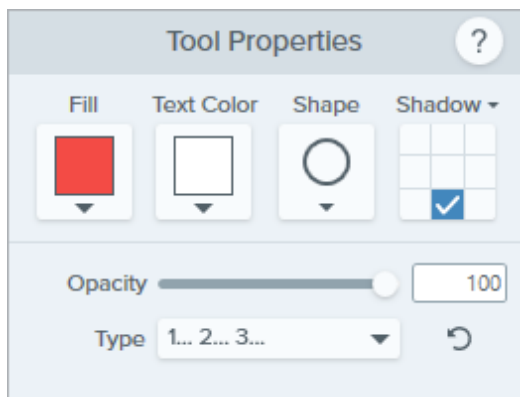 Tool Properties ?
Fill Text Color Shape Shadow
Opacity 100
Type 1... 2... 3...